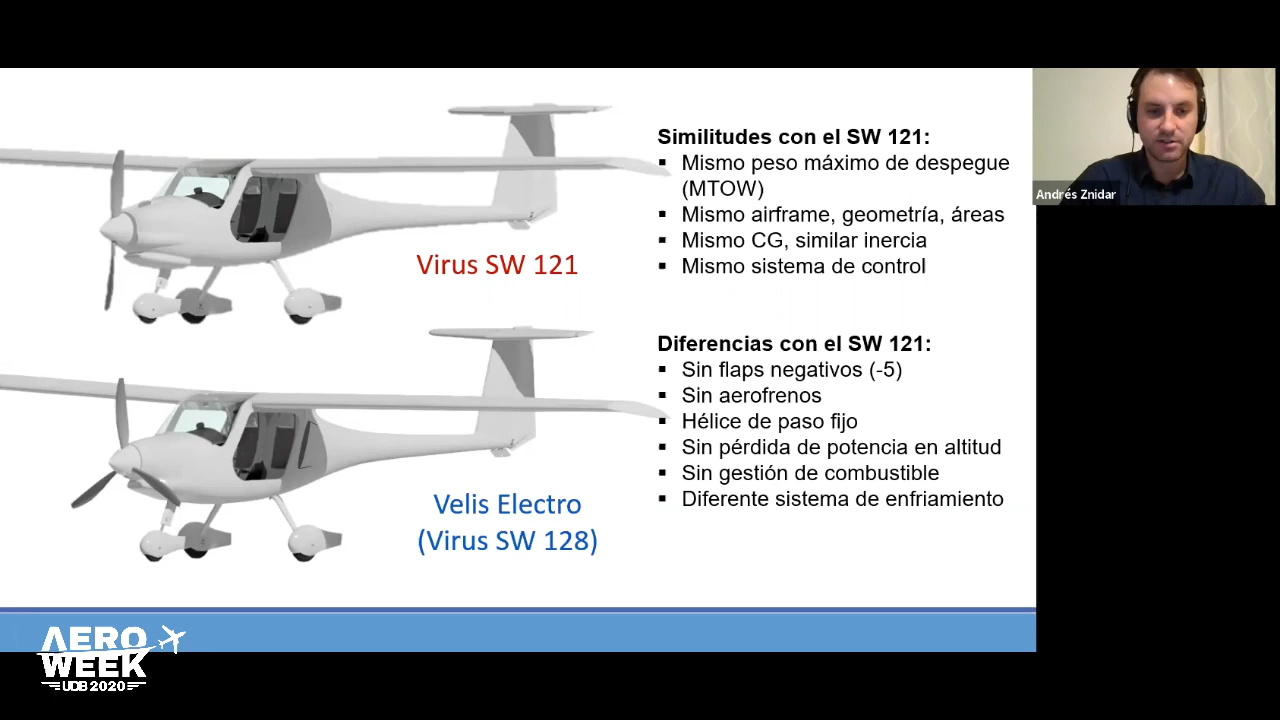 Similitudes con el SW 121:
▪ Mismo peso máximo de despegue
(MTOW)
▪ Mismo airframe, geometría, áreas
▪ Mismo CG, similar inercia
▪ Mismo sistema de control
Virus SW 121
Diferencias con el SW 121:
▪ Sin flaps negativos (-5)
▪ Sin aerofrenos
▪ Hélice de paso fijo
▪ Sin pérdida de potencia en altitud
▪ Sin gestión de combustible
▪ Diferente sistema de enfriamiento
Velis Electro
(Virus SW 128)
Andrés Znidar
AERO
WEEK
UDB 2020